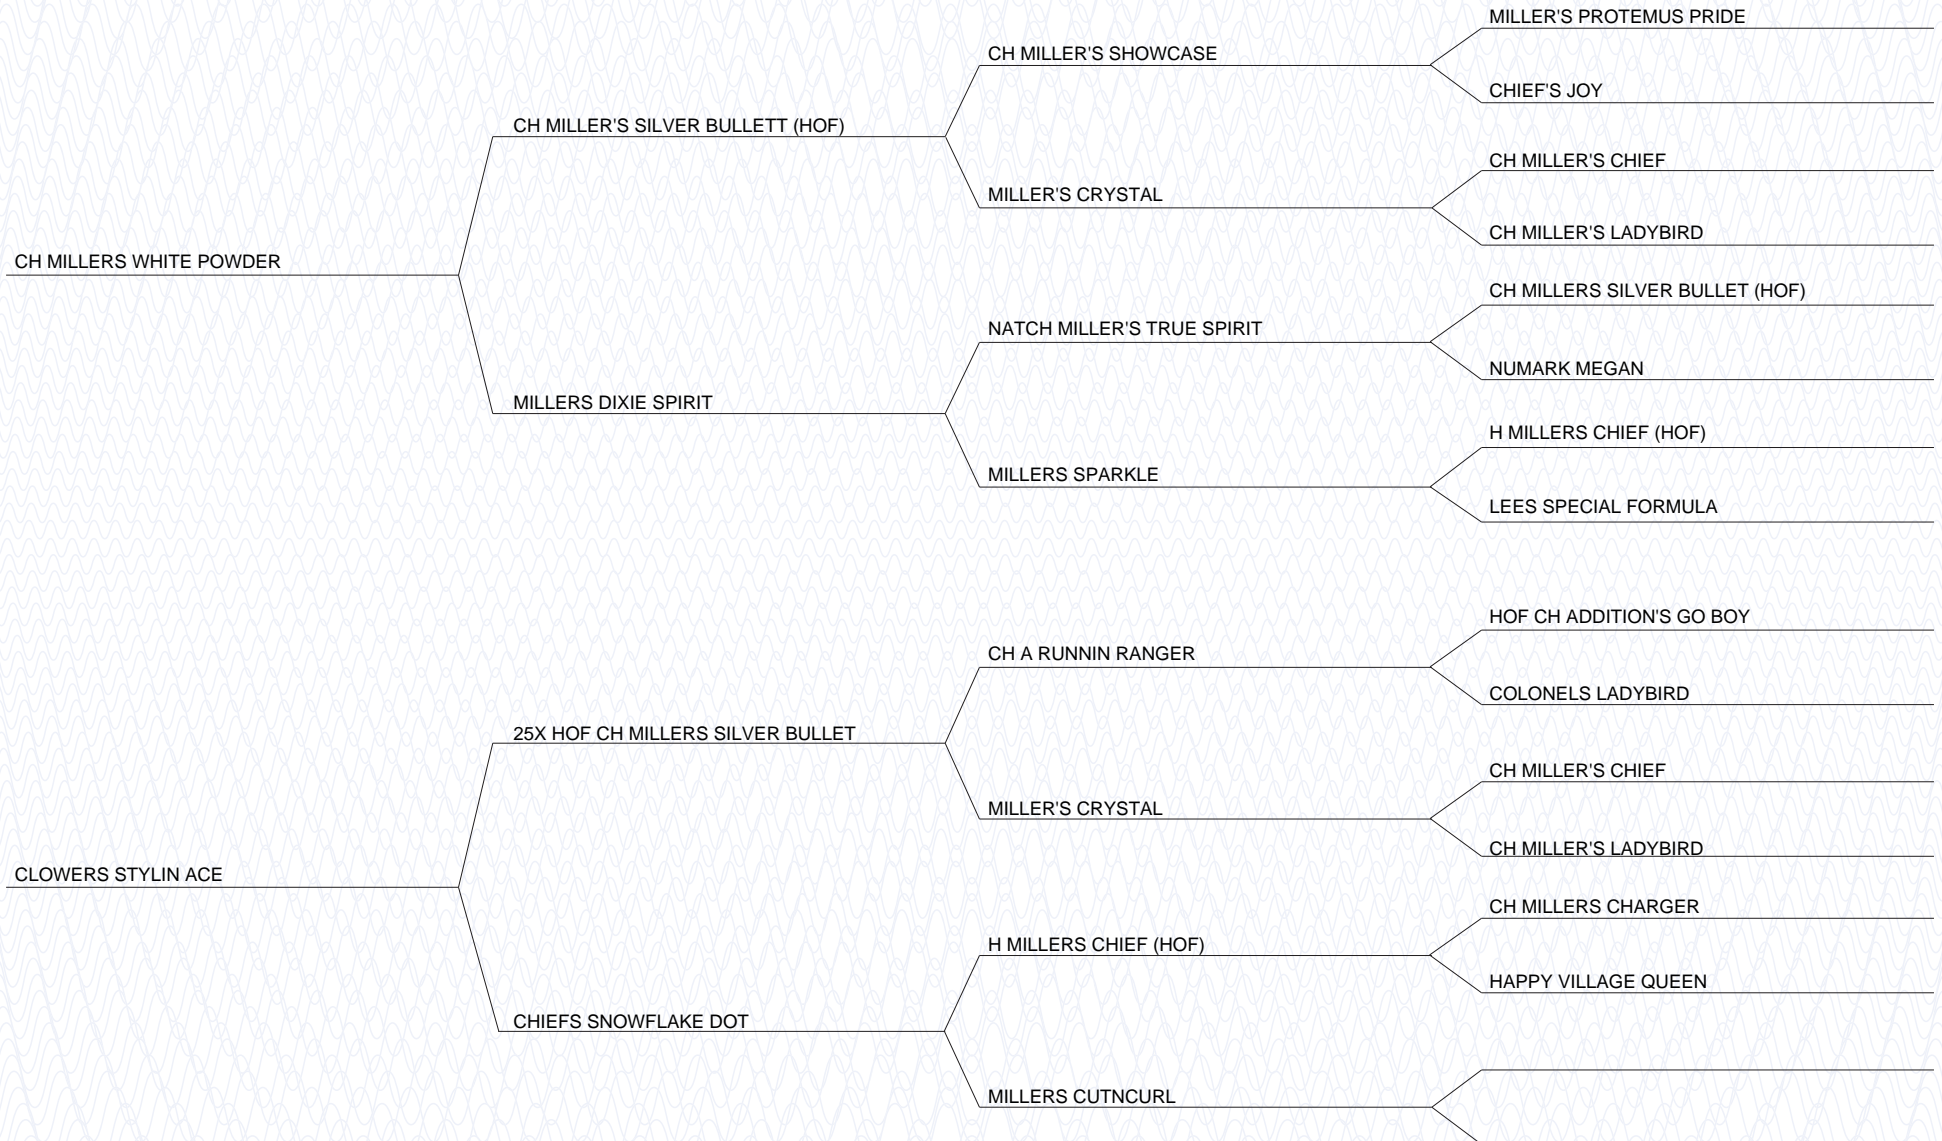 MILLER'S PROTEMUS PRIDE
CH MILLER'S SHOWCASE
CHIEF'S JOY
CH MILLER'S SILVER BULLETT (HOF)
CH MILLER'S CHIEF
MILLER'S CRYSTAL
CH MILLER'S LADYBIRD
CH MILLERS WHITE POWDER
CH MILLERS SILVER BULLET (HOF)
NATCH MILLER'S TRUE SPIRIT
NUMARK MEGAN
MILLERS DIXIE SPIRIT
H MILLERS CHIEF (HOF)
MILLERS SPARKLE
LEES SPECIAL FORMULA
HOF CH ADDITION'S GO BOY
CH A RUNNIN RANGER
COLONELS LADYBIRD
25X HOF CH MILLERS SILVER BULLET
CH MILLER'S CHIEF
MILLER'S CRYSTAL
CH MILLER'S LADYBIRD
CLOWERS STYLIN ACE
CH MILLERS CHARGER
H MILLERS CHIEF (HOF)
HAPPY VILLAGE QUEEN
CHIEFS SNOWFLAKE DOT
MILLERS CUTNCURL